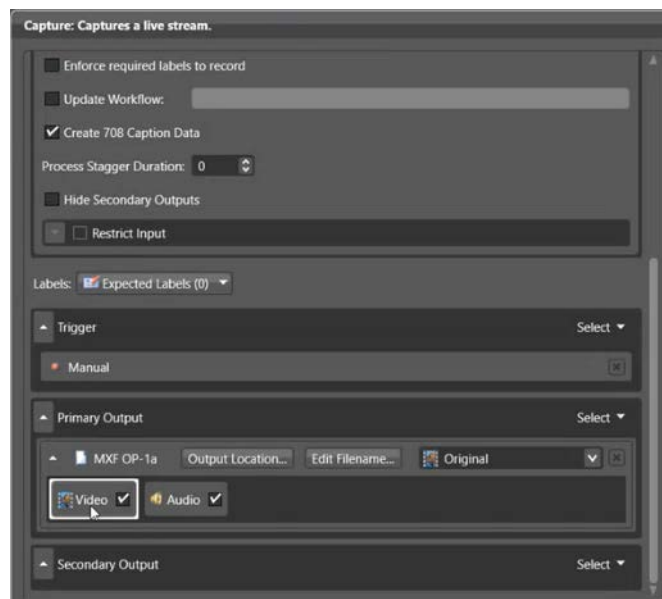 Capture: Captures a live stream.
Enforce required labels to record
Update Workflow:
Create 708 Caption Data
Process Stagger Duration: 0
Hide Secondary Outputs
Restrict Input
Labels: Expected Labels (0)
Trigger Select
Manual
Primary Output Select
MXF OP-1a Output Location... Edit Filename... Original
Video Audio
Secondary Output Select